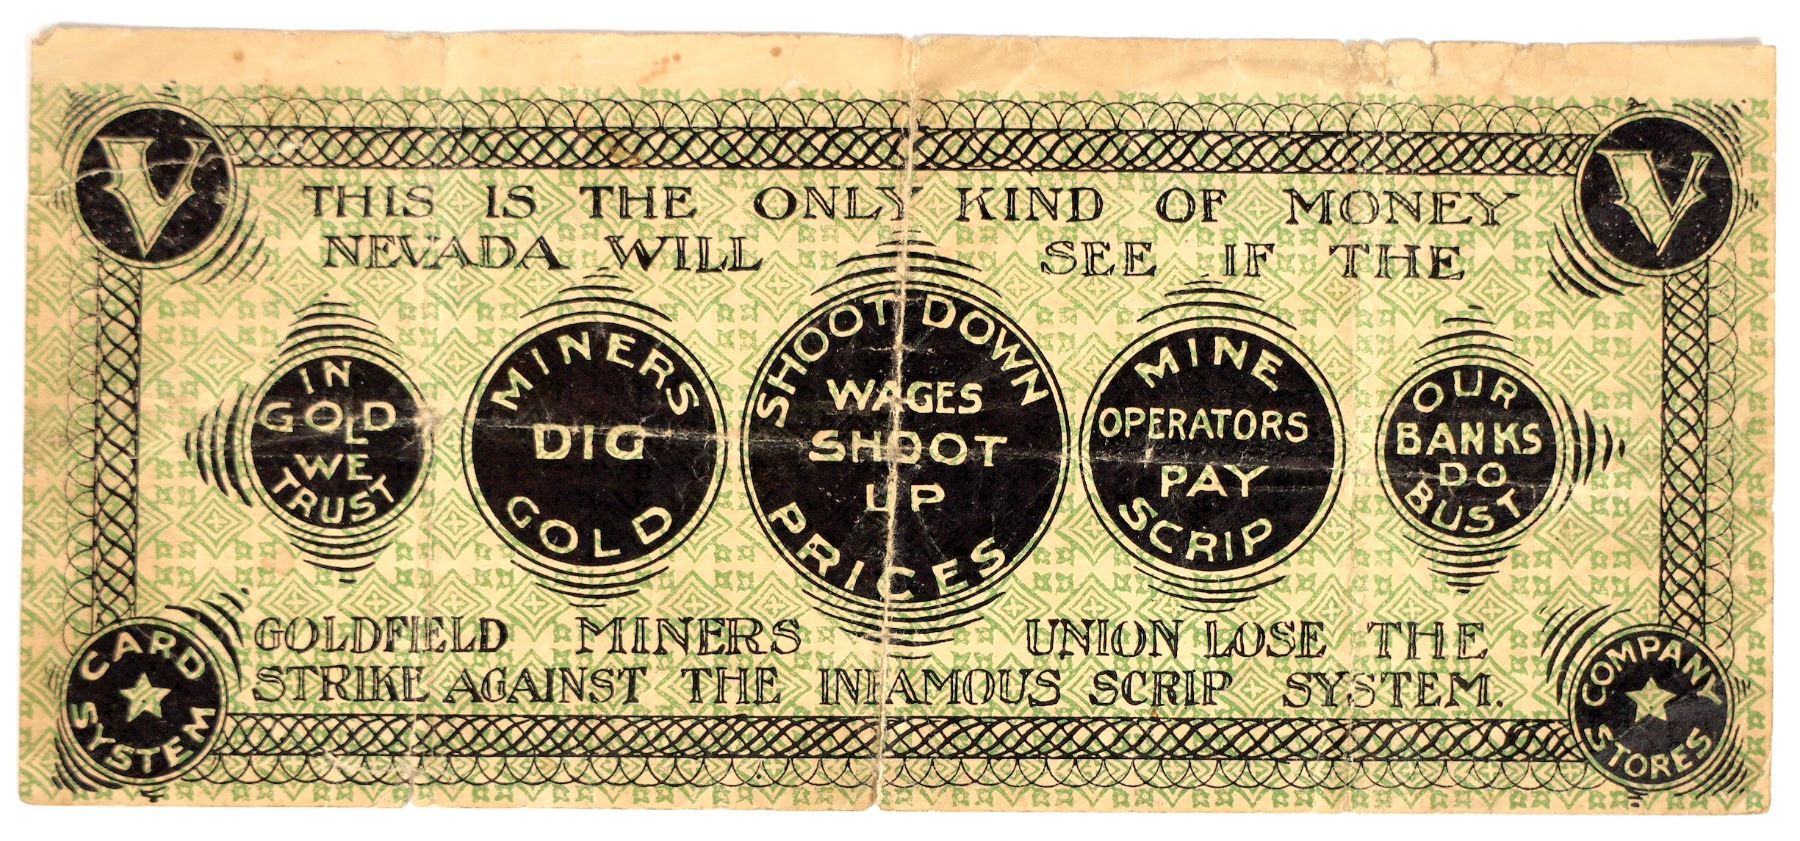 V
V
THIS IS THE ONLY KIND OF MONEY
NEVADA WILL SEE IF THE
IN
GOLD
WE
TRUST
MINERS
DIG
GOLD
SHOOT DOWN
WAGES
SHOOT
UP
PRICES
MINE
OPERATORS
PAY
SCRIP
OUR
BANKS
DO
BUST
GOLDFIELD MINERS UNION LOSE THE
STRIKE AGAINST THE INFAMOUS SCRIP SYSTEM.
CARD
SYSTEM
COMPANY
STORES